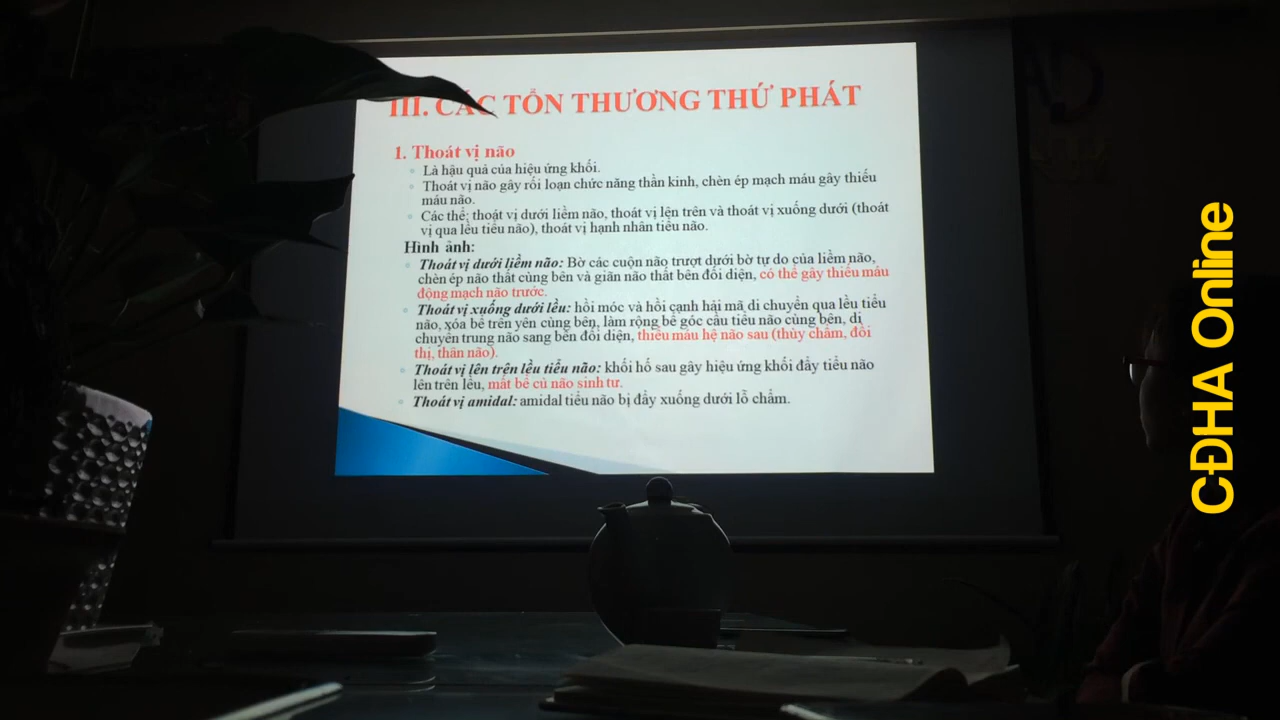 III. CÁC TỔN THƯƠNG THỨ PHÁT
1. Thoát vị não
Là hậu quả của hiệu ứng khối.
Thoát vị não gây rối loạn chức năng thần kinh, chèn ép mạch máu gây thiếu
máu não.
Các thể: thoát vị dưới liềm não, thoát vị lên trên và thoát vị xuống dưới (thoát
vị qua lều tiểu não), thoát vị hạnh nhân tiểu não.
Hình ảnh:
Thoát vị dưới liềm não: Bờ các cuộn não trượt dưới bờ tự do của liềm não,
chèn ép não thất cùng bên và giãn não thất bên đối diện, có thể gây thiếu máu
động mạch não trước.
Thoát vị xuống dưới lều: hồi móc và hồi cạnh hải mã di chuyển qua lều tiểu
não, xóa bể trên yên cùng bên, làm rộng bể góc cầu tiểu não cùng bên, di
chuyển trung não sang bên đối diện, thiếu máu hệ não sau (thùy chẩm, đồi
thị, thân não).
Thoát vị lên trên lều tiểu não: khối hố sau gây hiệu ứng khối đẩy tiểu não
lên trên lều, mất bể củ não sinh tư.
Thoát vị amidal: amidal tiểu não bị đẩy xuống dưới lỗ chẩm.
CĐHA Online